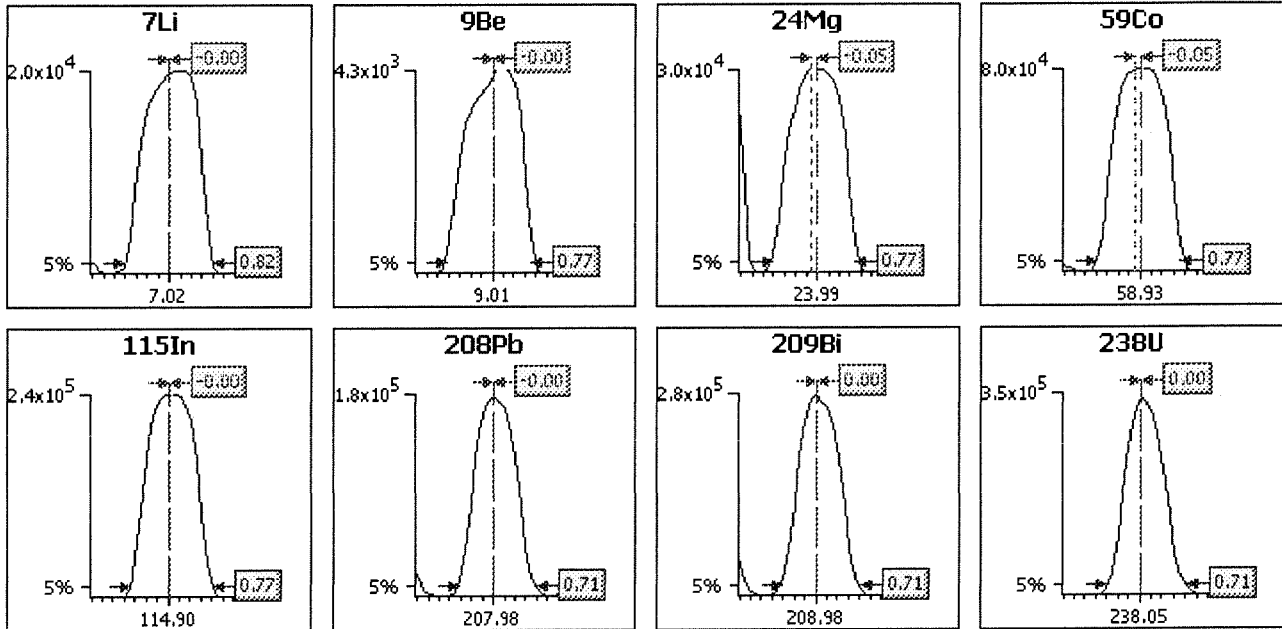 7Li
-0.00
2.0x10^4
5%
0.82
7.02
9Be
-0.00
4.3x10^3
5%
0.77
9.01
24Mg
-0.05
3.0x10^4
5%
0.77
23.99
59Co
-0.05
8.0x10^4
5%
0.77
58.93
115In
-0.00
2.4x10^5
5%
0.77
114.90
208Pb
-0.00
1.8x10^5
5%
0.71
207.98
209Bi
0.00
2.8x10^5
5%
0.71
208.98
238U
0.00
3.5x10^5
5%
0.71
238.05